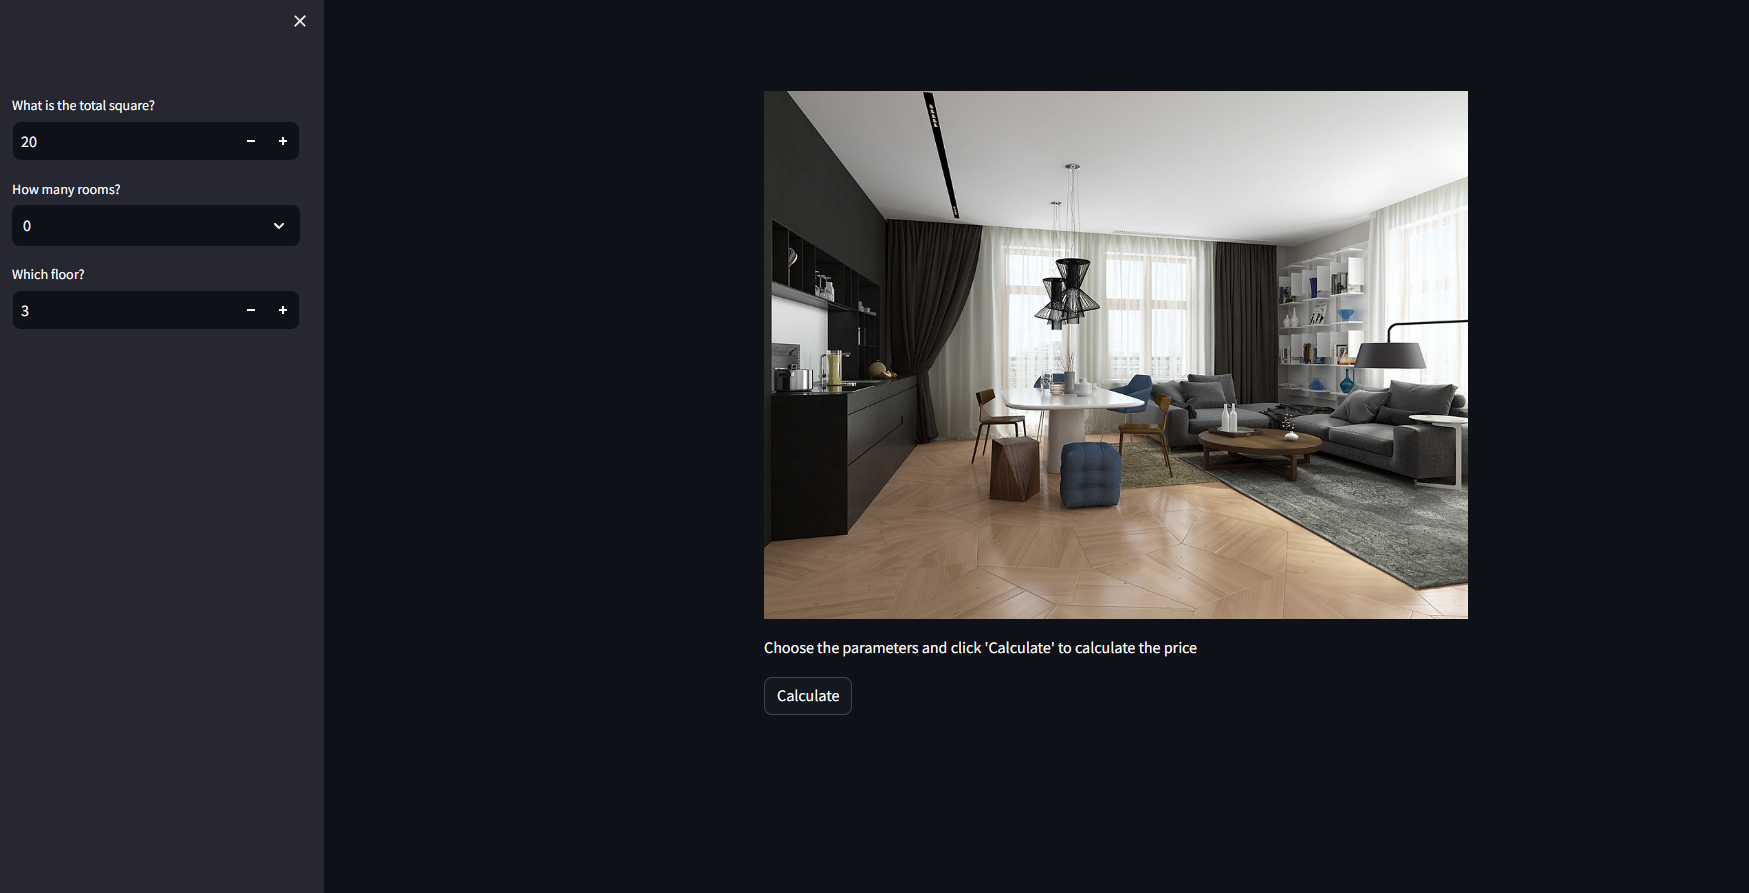 What is the total square?
20
How many rooms?
0
Which floor?
3
Choose the parameters and click 'Calculate' to calculate the price
Calculate